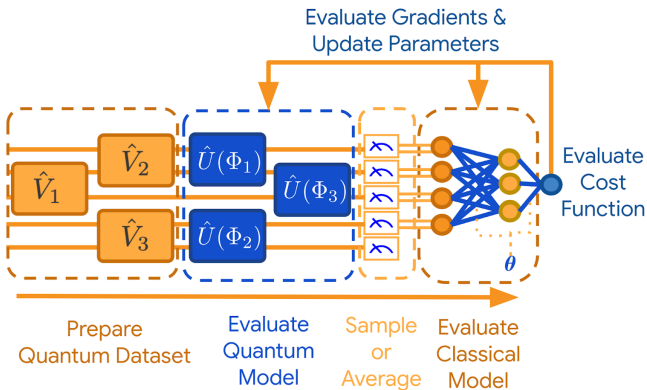 Evaluate Gradients &
Update Parameters
V̂₁
V̂₂
V̂₃
Û(Φ₁)
Û(Φ₂)
Û(Φ₃)
θ
Evaluate
Cost
Function
Prepare
Quantum Dataset
Evaluate
Quantum
Model
Sample
or
Average
Evaluate
Classical
Model